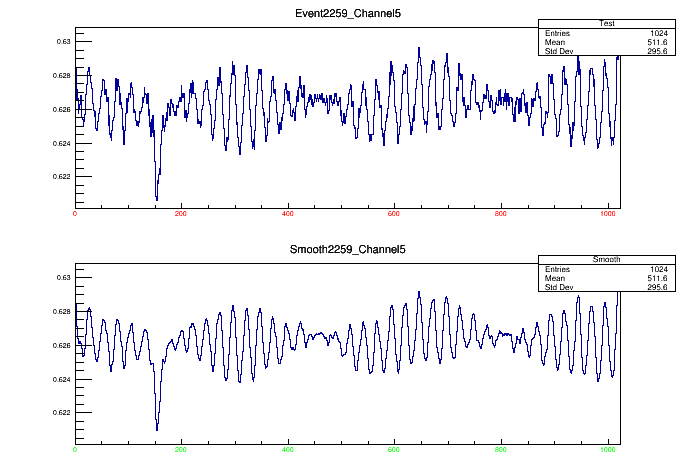 Event2259_Channel5
Test
Entries 1024
Mean 511.6
Std Dev 295.6
0.63
0.628
0.626
0.624
0.622
0 200 400 600 800 1000
Smooth2259_Channel5
Smooth
Entries 1024
Mean 511.6
Std Dev 295.6
0.63
0.628
0.626
0.624
0.622
0 200 400 600 800 1000